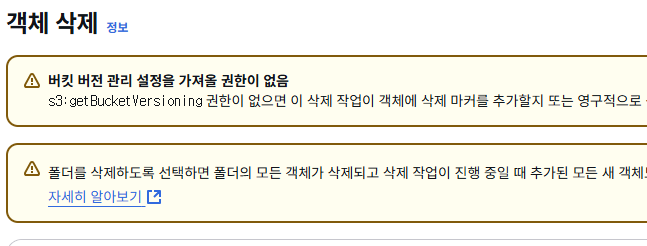 객체 삭제 정보
버킷 버전 관리 설정을 가져올 권한이 없음
s3:getBucketVersioning 권한이 없으면 이 삭제 작업이 객체에 삭제 마커를 추가할지 또는 영구적으로
폴더를 삭제하도록 선택하면 폴더의 모든 객체가 삭제되고 삭제 작업이 진행 중일 때 추가된 모든 새 객체도
자세히 알아보기